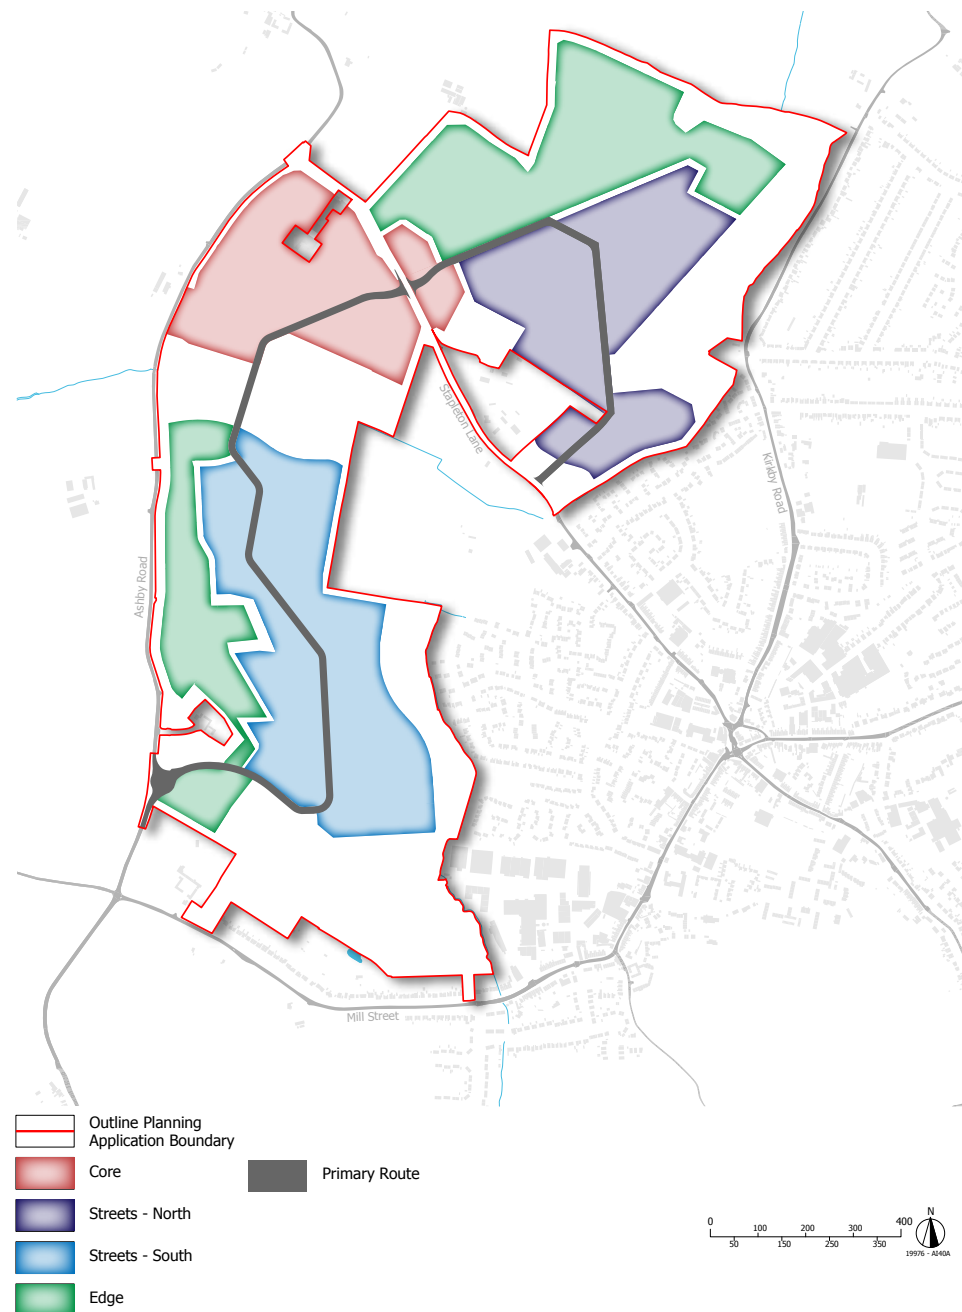 Stapleton Lane
Kirkby Road
Ashby Road
Mill Street
Outline Planning
Application Boundary
Core
Primary Route
Streets - North
Streets - South
Edge
0 100 200 300 400
50 150 250 350
N
19976 - AI40A